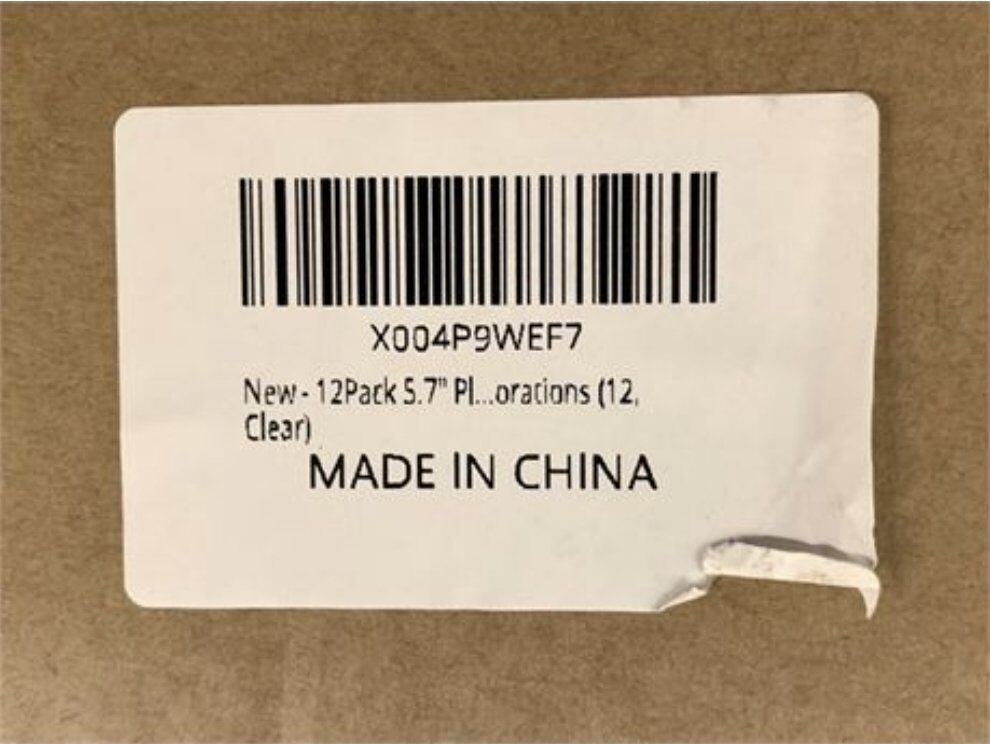 X004P9WEF7
New - 12Pack 5.7" Pl...orations (12,
Clear)
MADE IN CHINA